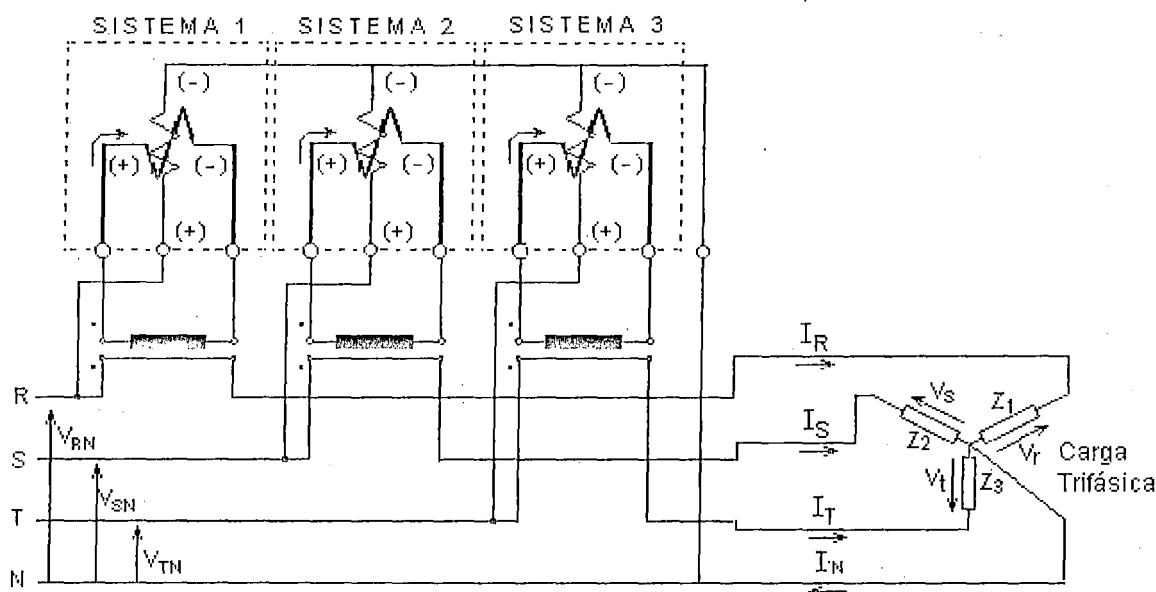 SISTEMA 1 SISTEMA 2 SISTEMA 3
(-) (-) (-)
(+) (-) (+) (-) (+) (-)
(+) (+) (+)
R
S
T
N
V_RN
V_SN
V_TN
I_R
I_S
I_T
I_N
V_s
Z_1
Z_2
V_r
V_t
Z_3
Carga
Trifásica